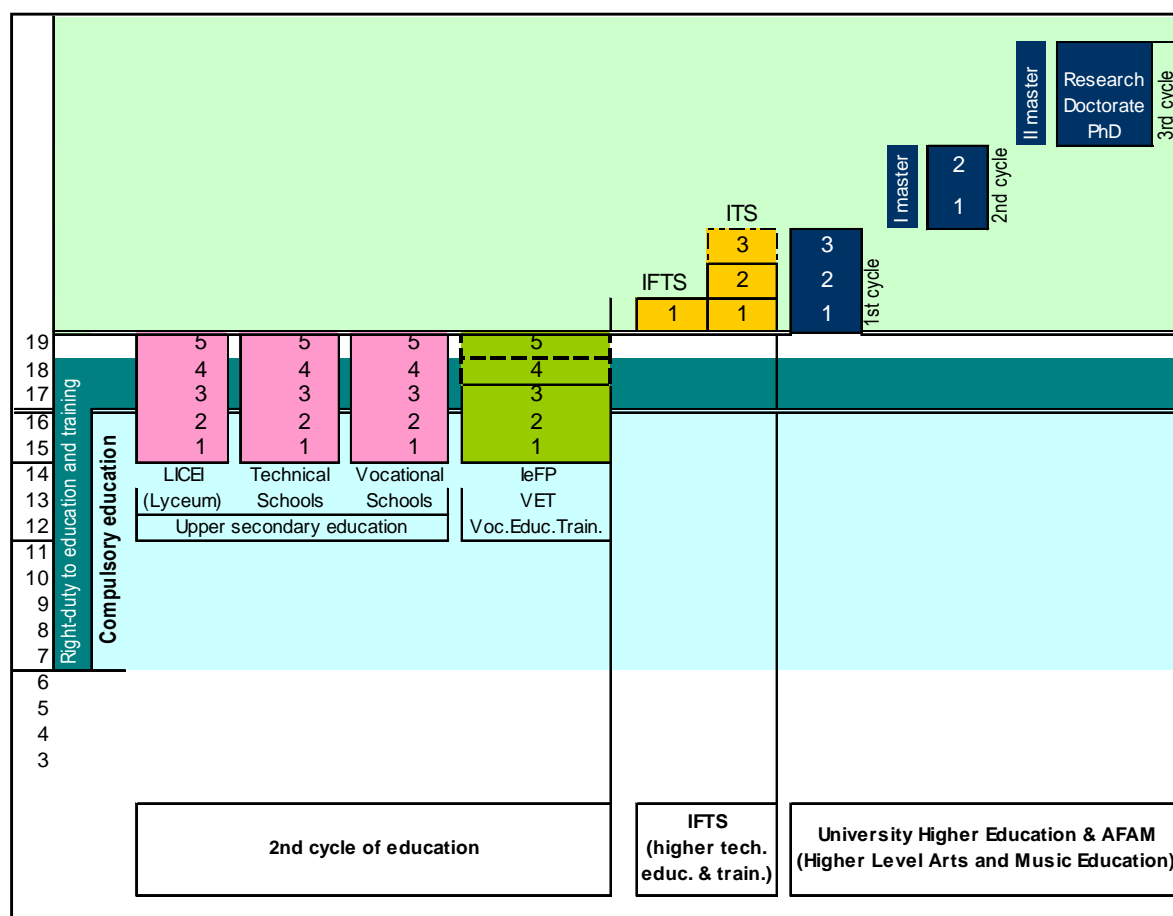 II master
Research
Doctorate
PhD
3rd cycle
I master
2
1
2nd cycle
ITS
3
2
1
IFTS
1
3
2
1
1st cycle
19
5
5
5
5
18
4
4
4
4
17
3
3
3
3
16
2
2
2
2
15
1
1
1
1
Right-duty to education and training
Compulsory education
14
LICEI
Technical
Vocational
IeFP
13
(Lyceum)
Schools
Schools
VET
12
Upper secondary education
Voc.Educ.Train.
11
10
9
8
7
6
5
4
3
2nd cycle of education
IFTS
(higher tech.
educ. & train.)
University Higher Education & AFAM
(Higher Level Arts and Music Education)